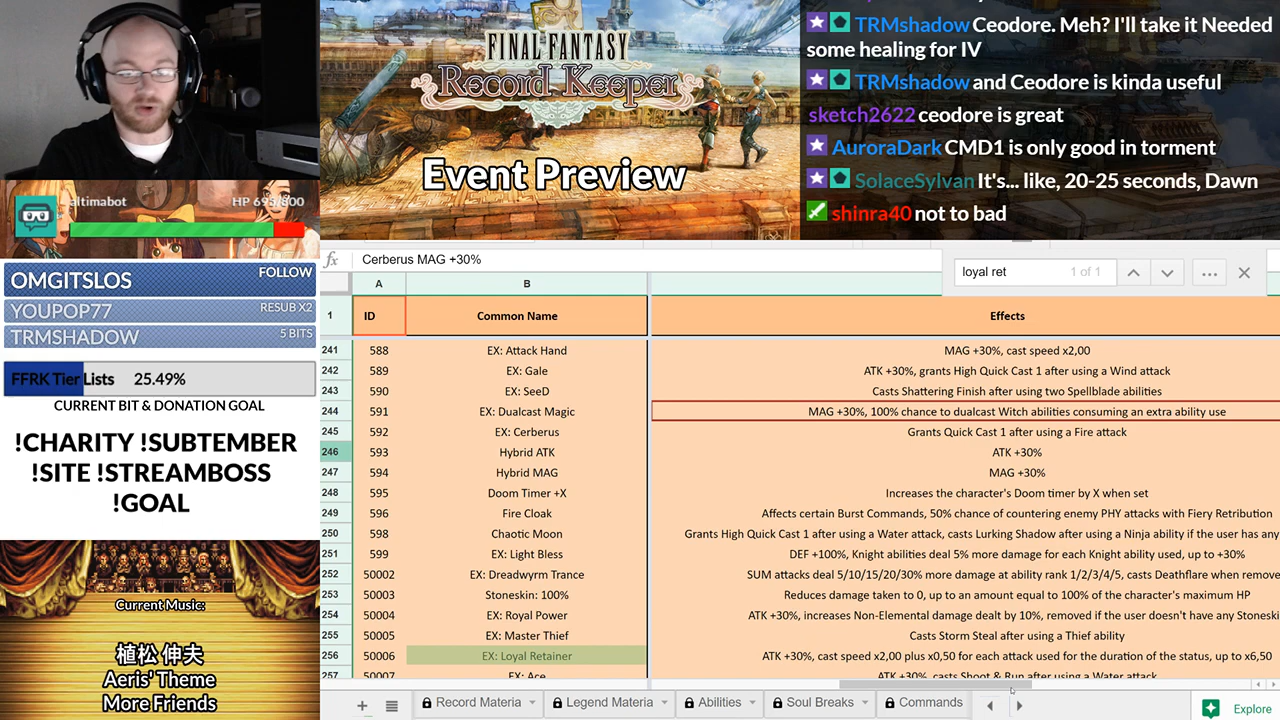 FINAL FANTASY
Record Keeper
Event Preview
TRMshadow Ceodore. Meh? I'll take it Needed
some healing for IV
TRMshadow and Ceodore is kinda useful
sketch2622 ceodore is great
AuroraDark CMD1 is only good in torment
SolaceSylvan It's... like, 20-25 seconds, Dawn
shinra40 not to bad
altimabot HP 695/800
OMGITSLOS FOLLOW
YOUPOP77 RESUB X2
TRMSHADOW 5 BITS
FFRK Tier Lists 25.49%
CURRENT BIT & DONATION GOAL
!CHARITY !SUBTEMBER
!SITE !STREAMBOSS
!GOAL
Current Music:
植松 伸夫
Aeris' Theme
More Friends
fx Cerberus MAG +30%
loyal ret 1 of 1
A B
1 ID Common Name Effects
241 588 EX: Attack Hand MAG +30%, cast speed x2,00
242 589 EX: Gale ATK +30%, grants High Quick Cast 1 after using a Wind attack
243 590 EX: SeeD Casts Shattering Finish after using two Spellblade abilities
244 591 EX: Dualcast Magic MAG +30%, 100% chance to dualcast Witch abilities consuming an extra ability use
245 592 EX: Cerberus Grants Quick Cast 1 after using a Fire attack
246 593 Hybrid ATK ATK +30%
247 594 Hybrid MAG MAG +30%
248 595 Doom Timer +X Increases the character's Doom timer by X when set
249 596 Fire Cloak Affects certain Burst Commands, 50% chance of countering enemy PHY attacks with Fiery Retribution
250 598 Chaotic Moon Grants High Quick Cast 1 after using a Water attack, casts Lurking Shadow after using a Ninja ability if the user has any
251 599 EX: Light Bless DEF +100%, Knight abilities deal 5% more damage for each Knight ability used, up to +30%
252 50002 EX: Dreadwyrm Trance SUM attacks deal 5/10/15/20/30% more damage at ability rank 1/2/3/4/5, casts Deathflare when remove
253 50003 Stoneskin: 100% Reduces damage taken to 0, up to an amount equal to 100% of the character's maximum HP
254 50004 EX: Royal Power ATK +30%, increases Non-Elemental damage dealt by 10%, removed if the user doesn't have any Stoneski
255 50005 EX: Master Thief Casts Storm Steal after using a Thief ability
256 50006 EX: Loyal Retainer ATK +30%, cast speed x2,00 plus x0,50 for each attack used for the duration of the status, up to x6,50
257 50007 EX: Ace ATK +30%, casts Shoot & Run after using a Water attack
Record Materia Legend Materia Abilities Soul Breaks Commands
Explore